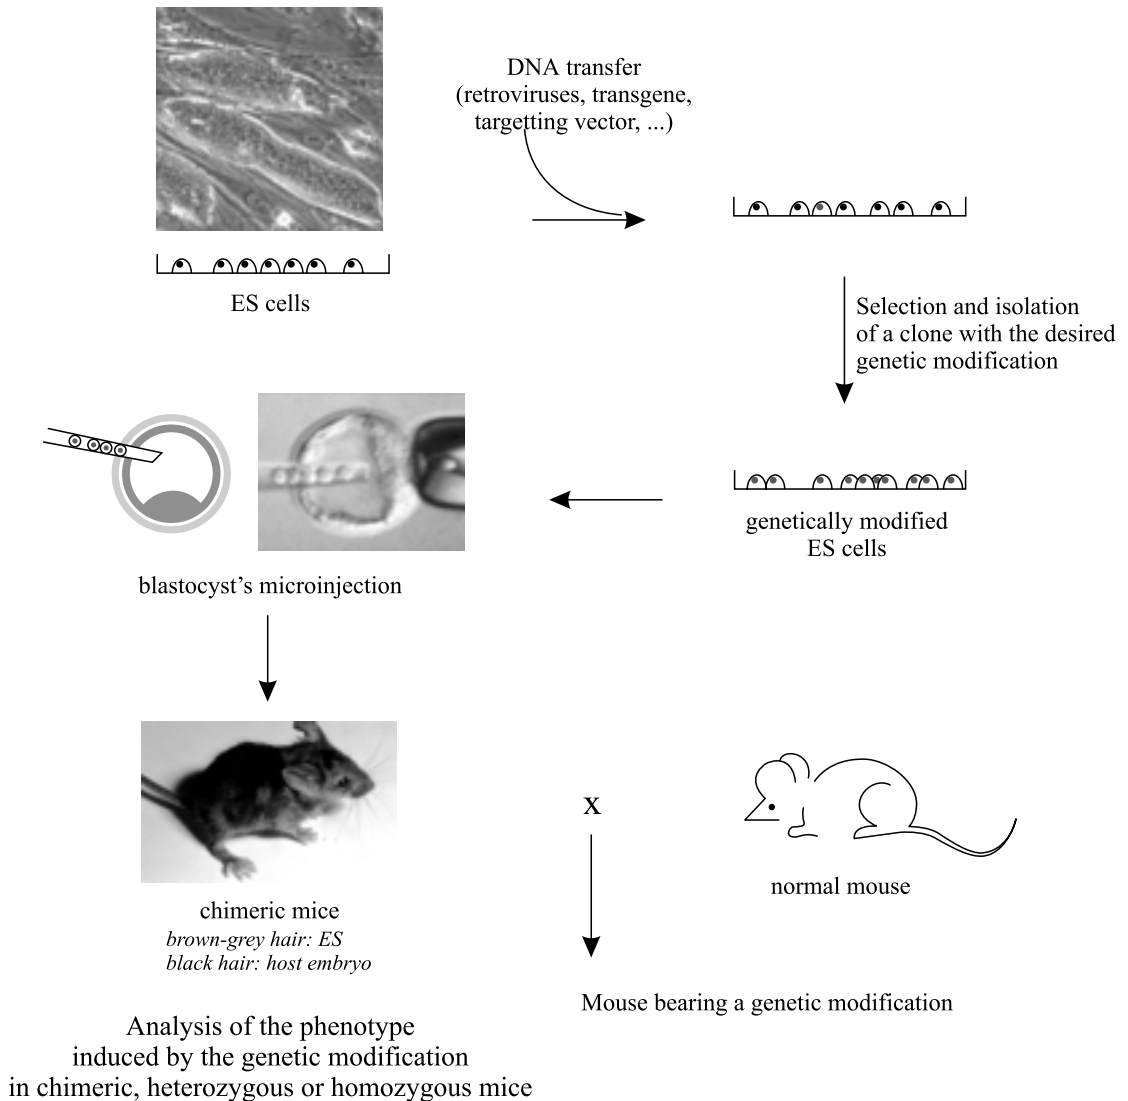 DNA transfer
(retroviruses, transgene,
targetting vector, ...)
ES cells
Selection and isolation
of a clone with the desired
genetic modification
genetically modified
ES cells
blastocyst’s microinjection
x
normal mouse
chimeric mice
brown-grey hair: ES
black hair: host embryo
Mouse bearing a genetic modification
Analysis of the phenotype
induced by the genetic modification
in chimeric, heterozygous or homozygous mice